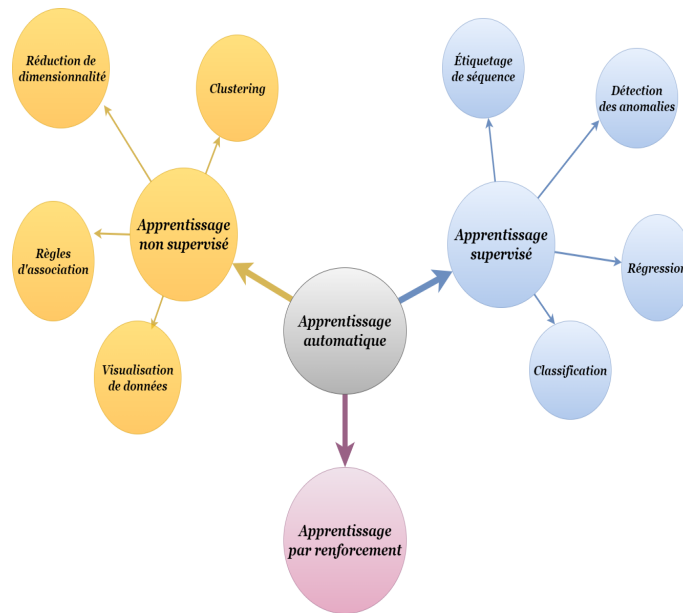 Réduction de
dimensionnalité
Clustering
Apprentissage
non supervisé
Règles
d'association
Visualisation
de données
Étiquetage
de séquence
Détection
des anomalies
Apprentissage
supervisé
Régression
Classification
Apprentissage
automatique
Apprentissage
par renforcement